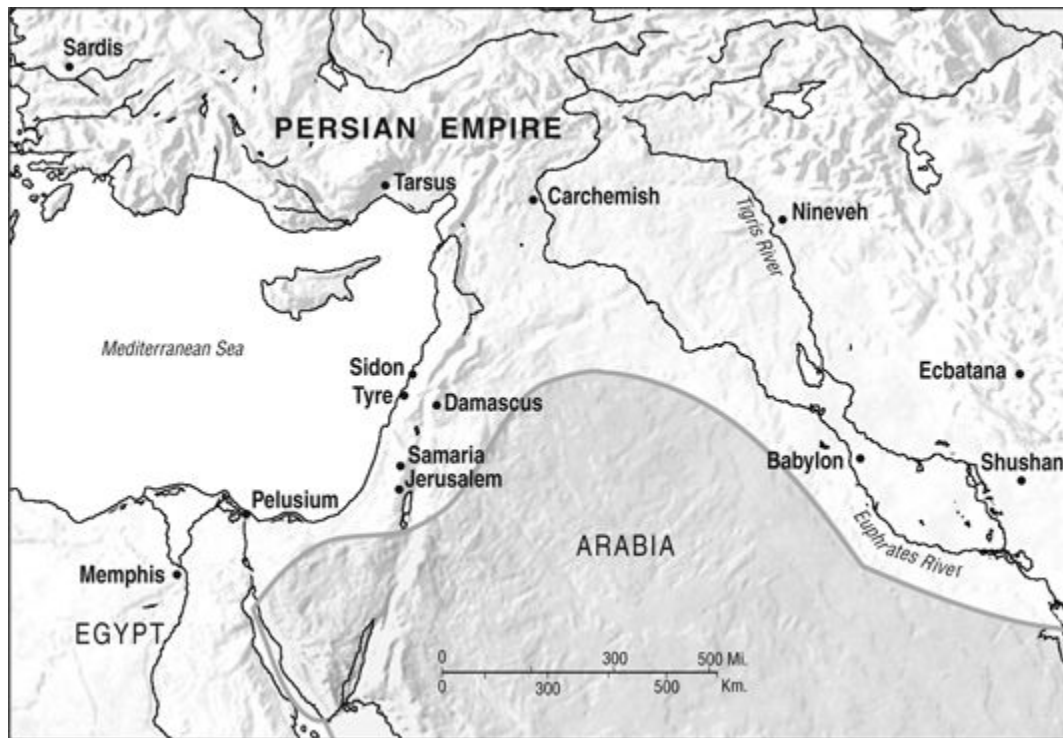 Sardis
PERSIAN EMPIRE
Tarsus
Carchemish
Nineveh
Tigris River
Mediterranean Sea
Sidon
Tyre
Damascus
Ecbatana
Samaria
Jerusalem
Babylon
Shushan
Pelusium
Euphrates River
ARABIA
Memphis
EGYPT
0 300 500 Mi.
0 300 500 Km.